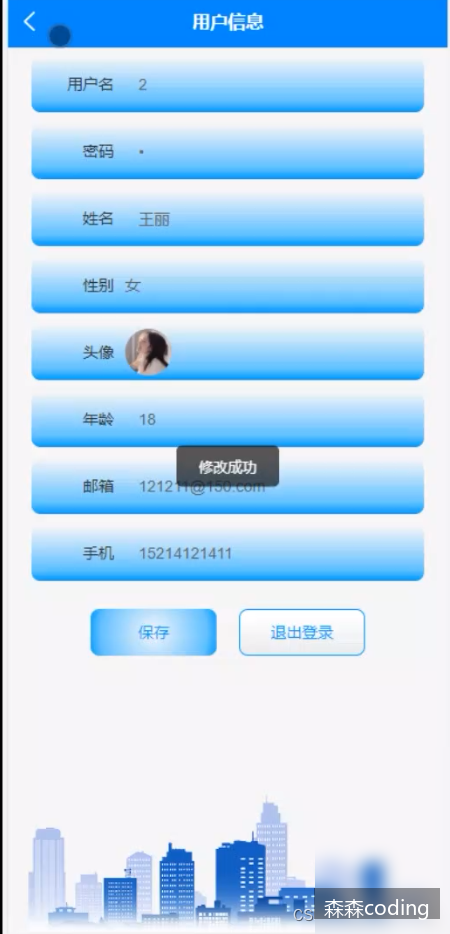 用户信息
用户名 2
密码 •
姓名 王丽
性别 女
头像
年龄 18
修改成功
邮箱 121211@150.com
手机 15214121411
保存 退出登录
CS
森森coding